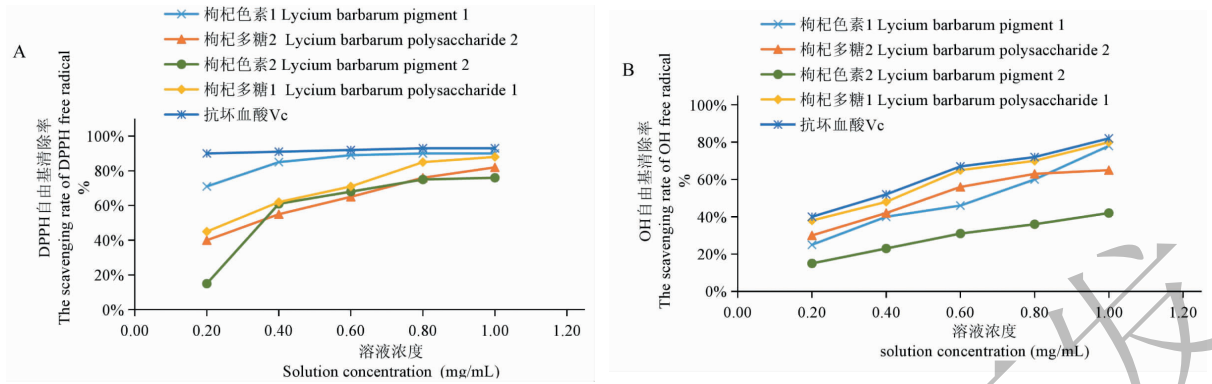 A
枸杞色素1 Lycium barbarum pigment 1
枸杞多糖2 Lycium barbarum polysaccharide 2
枸杞色素2 Lycium barbarum pigment 2
枸杞多糖1 Lycium barbarum polysaccharide 1
抗坏血酸Vc
DPPH自由基清除率
The scavenging rate of DPPH free radical
%
100%
80%
60%
40%
20%
0%
0.00 0.20 0.40 0.60 0.80 1.00 1.20
溶液浓度
Solution concentration (mg/mL)
B
枸杞色素1 Lycium barbarum pigment 1
枸杞多糖2 Lycium barbarum polysaccharide 2
枸杞色素2 Lycium barbarum pigment 2
枸杞多糖1 Lycium barbarum polysaccharide 1
抗坏血酸Vc
OH自由基清除率
The scavenging rate of OH free radical
%
100%
80%
60%
40%
20%
0%
0.00 0.20 0.40 0.60 0.80 1.00 1.20
溶液浓度
solution concentration (mg/mL)